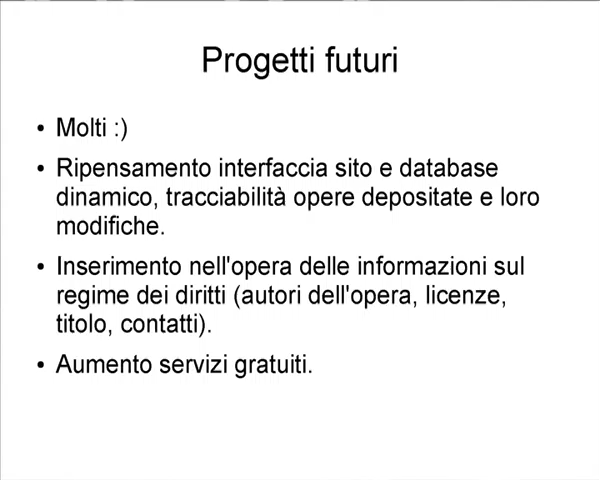 Progetti futuri
• Molti :)
• Ripensamento interfaccia sito e database
dinamico, tracciabilità opere depositate e loro
modifiche.
• Inserimento nell'opera delle informazioni sul
regime dei diritti (autori dell'opera, licenze,
titolo, contatti).
• Aumento servizi gratuiti.